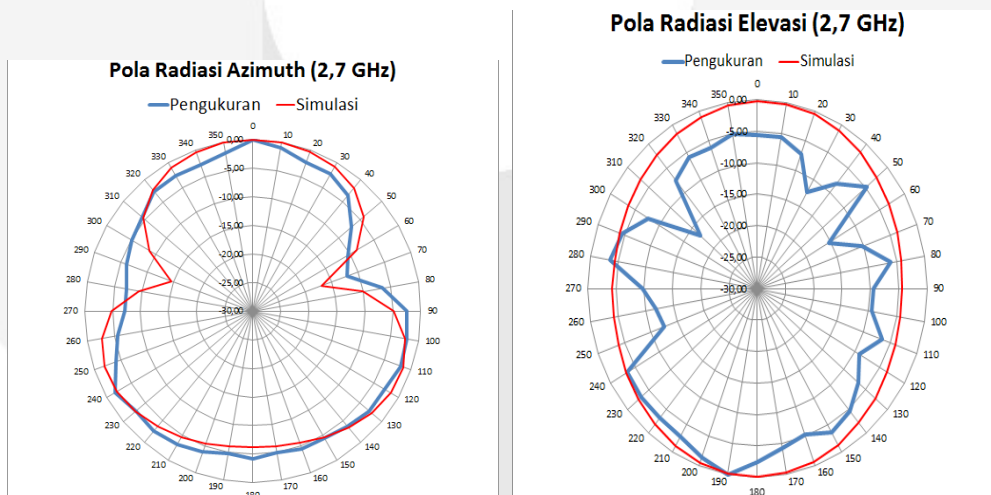 Pola Radiasi Azimuth (2,7 GHz)
Pengukuran Simulasi
0
350 0,00 10
340 20
330 -5,00 30
320 40
310 -10,00 50
300 -15,00 60
290 -20,00 70
280 -25,00 80
270 -30,00 90
260 100
250 110
240 120
230 130
220 140
210 150
200 160
190 170
180
Pola Radiasi Elevasi (2,7 GHz)
Pengukuran Simulasi
0
350 0,00 10
340 20
330 -5,00 30
320 40
310 -10,00 50
300 -15,00 60
290 -20,00 70
280 -25,00 80
270 -30,00 90
260 100
250 110
240 120
230 130
220 140
210 150
200 160
190 170
180